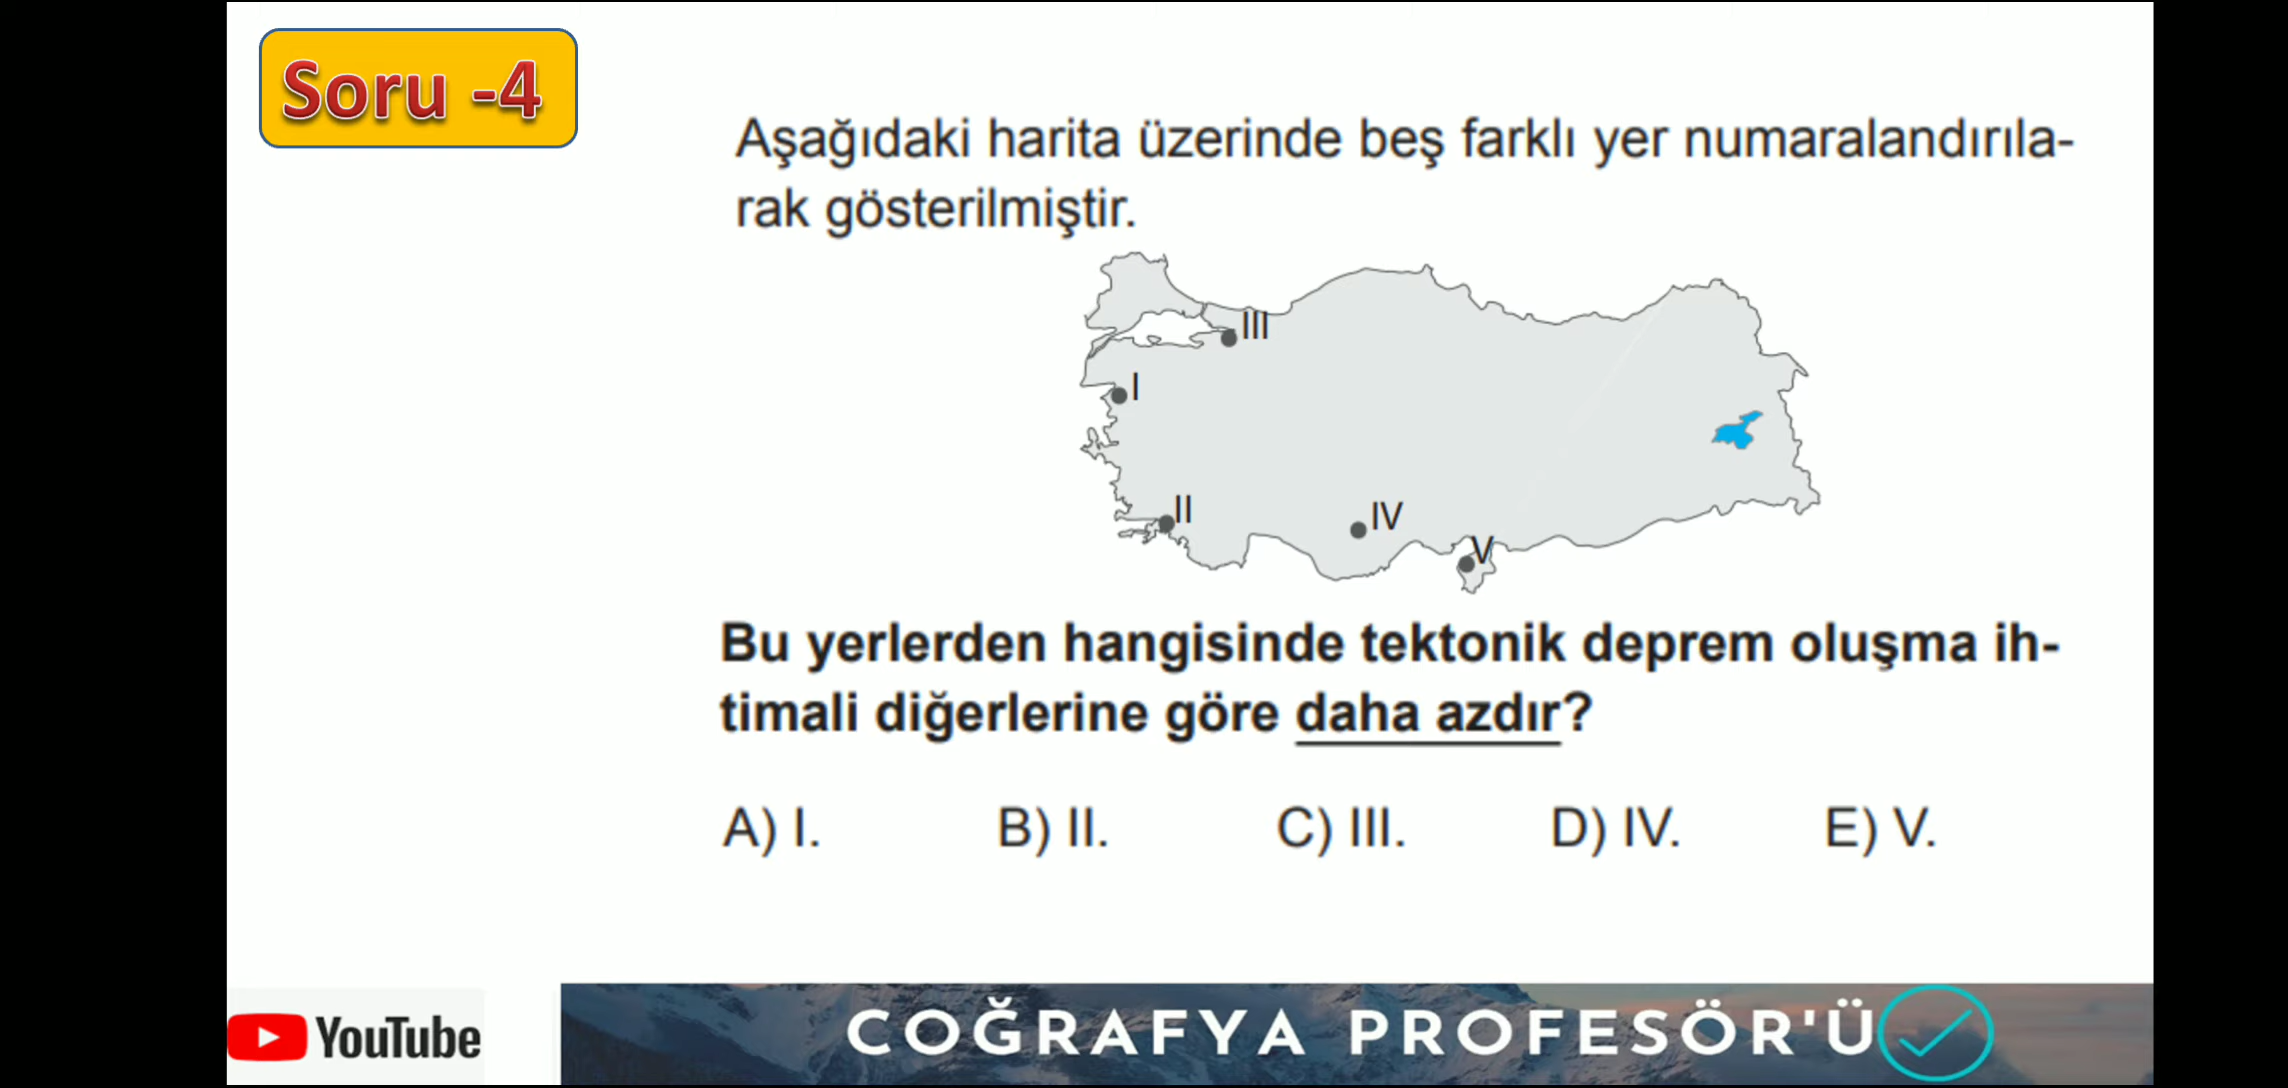 Soru -4
Aşağıdaki harita üzerinde beş farklı yer numaralandırıla-
rak gösterilmiştir.
III
I
II
IV
V
Bu yerlerden hangisinde tektonik deprem oluşma ih-
timali diğerlerine göre daha azdır?
A) I. B) II. C) III. D) IV. E) V.
YouTube
COĞRAFYA PROFESÖR'Ü